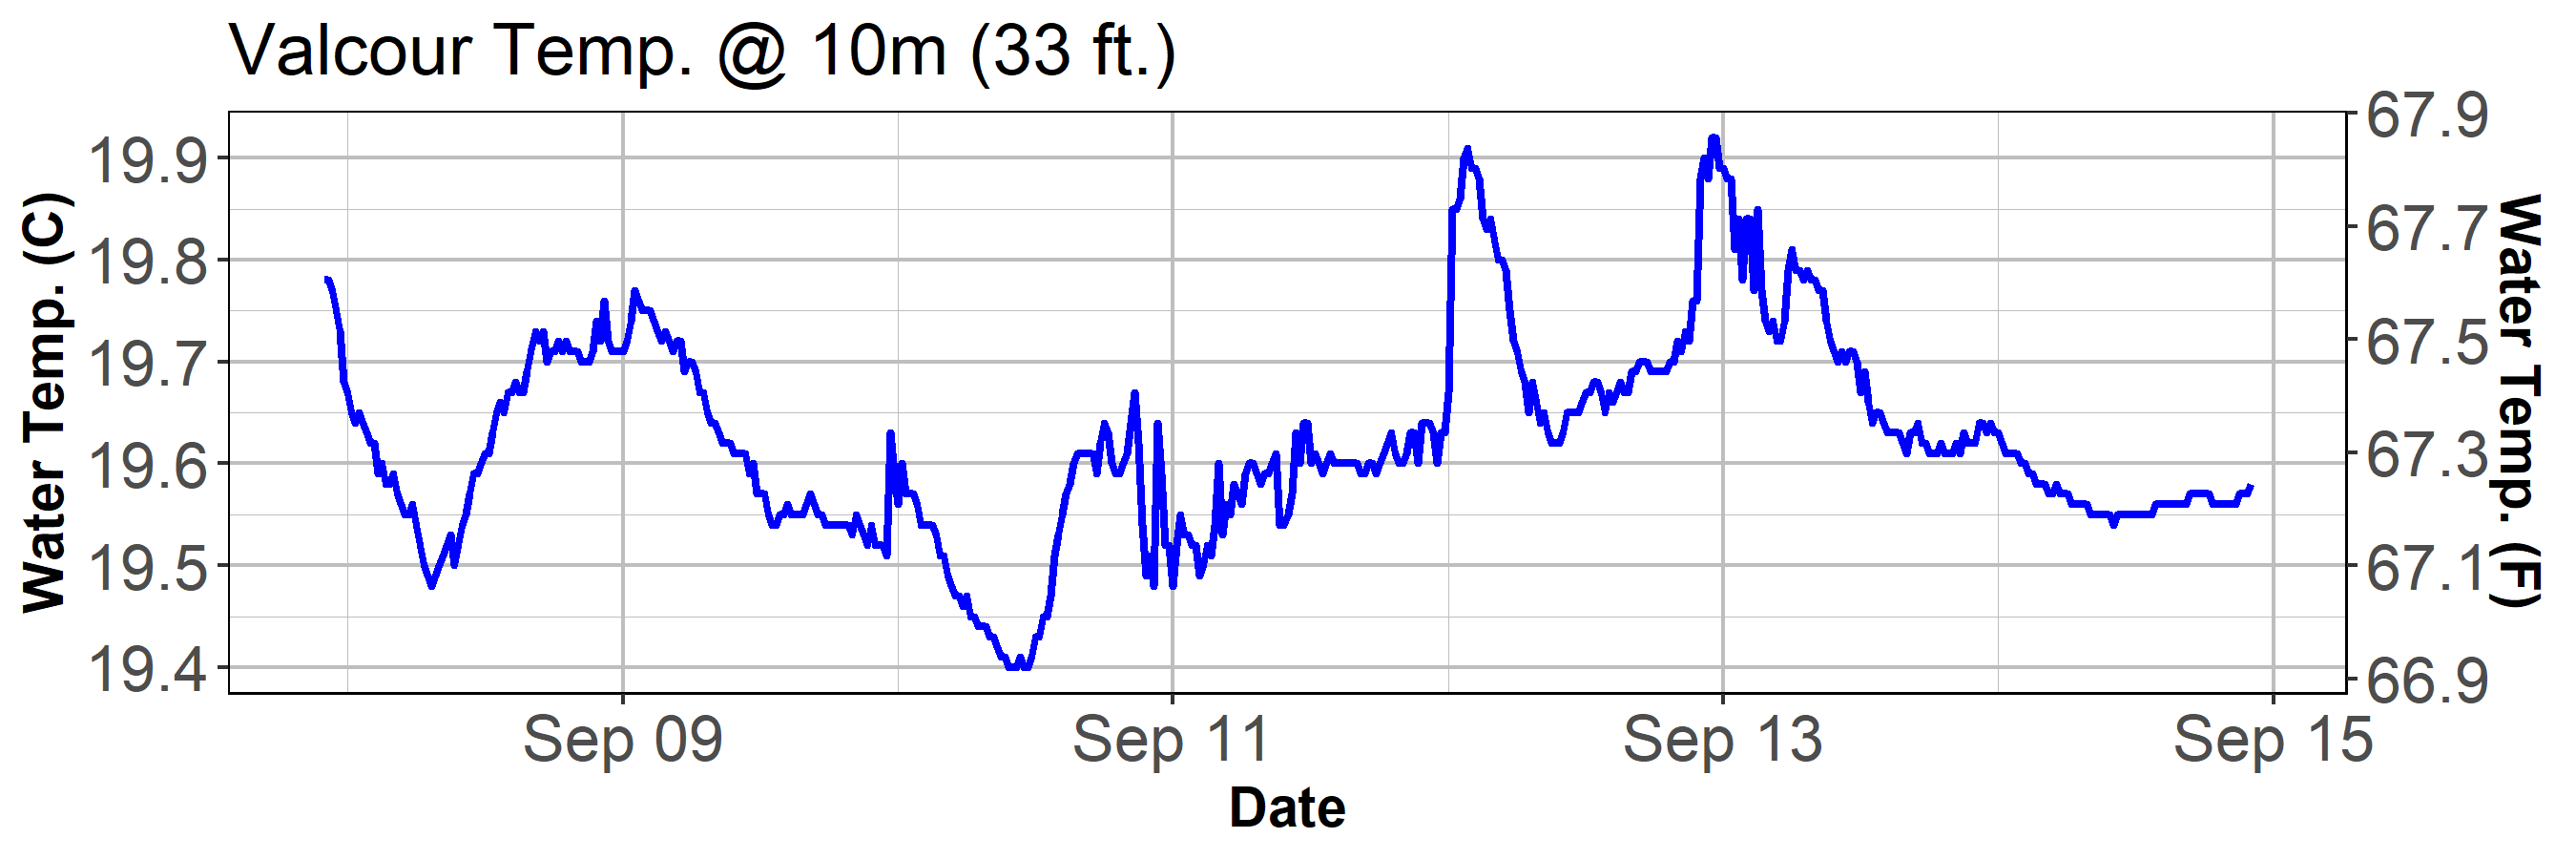 Valcour Temp. @ 10m (33 ft.)
Water Temp. (C)
19.9
19.8
19.7
19.6
19.5
19.4
67.9
67.7
67.5
67.3
67.1
66.9
Water Temp. (F)
Sep 09 Sep 11 Sep 13 Sep 15
Date